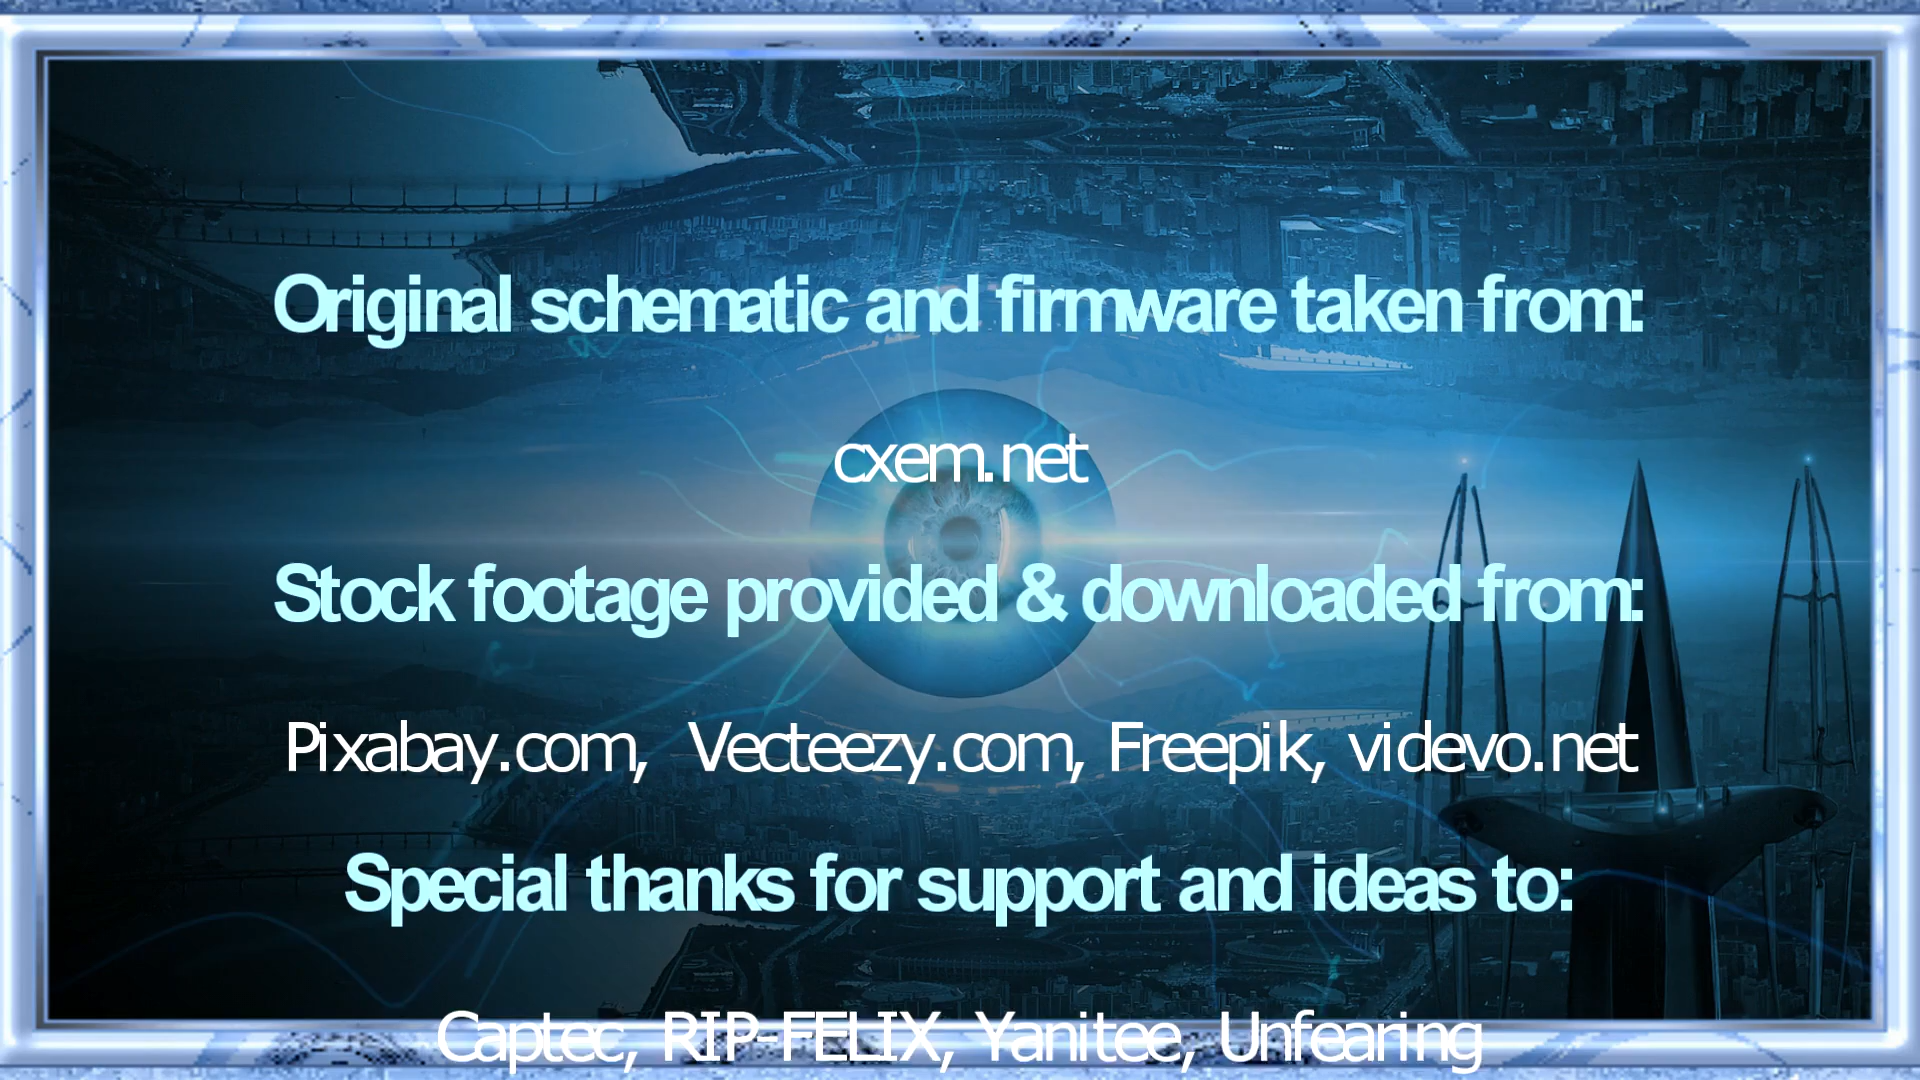 Original schematic and firmware taken from:
cxem.net
Stock footage provided & downloaded from:
Pixabay.com, Vecteezy.com, Freepik, videvo.net
Special thanks for support and ideas to:
Captec, RIP-FELIX, Yanitee, Unfearing